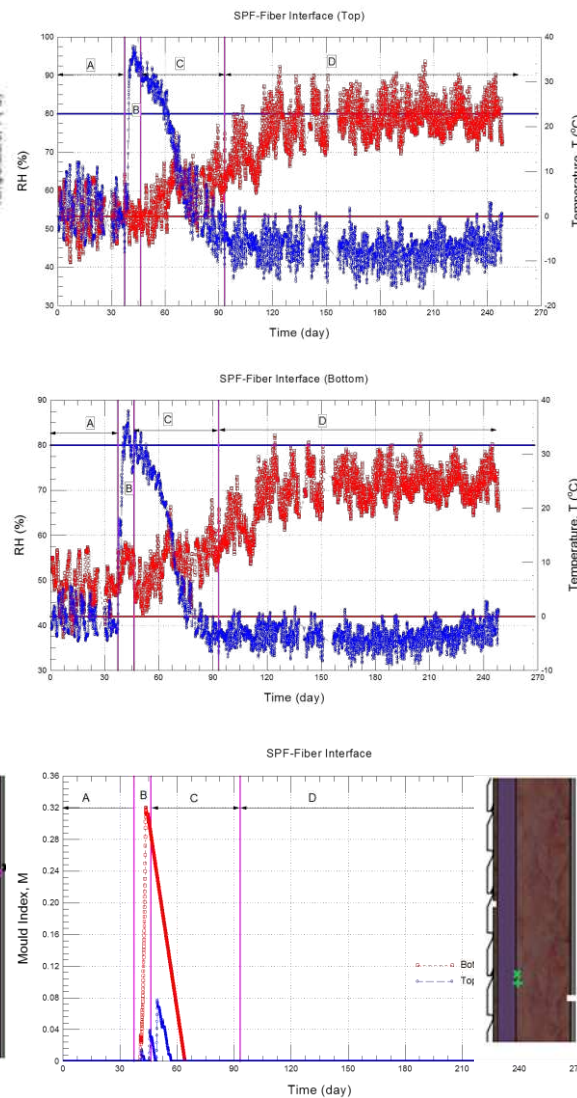 SPF-Fiber Interface (Top)
RH (%)
100
90
80
70
60
50
40
30
A
B
C
D
40
30
20
10
0
-10
-20
Temperature, T (°C)
0 30 60 90 120 150 180 210 240 270
Time (day)
SPF-Fiber Interface (Bottom)
RH (%)
90
80
70
60
50
40
30
A
B
C
D
40
30
20
10
0
-10
Temperature, T (°C)
0 30 60 90 120 150 180 210 240 270
Time (day)
SPF-Fiber Interface
Mould Index, M
0.36
0.32
0.28
0.24
0.20
0.16
0.12
0.08
0.04
0
A
B
C
D
Bot
Top
0 30 60 90 120 150 180 210 240 27
Time (day)